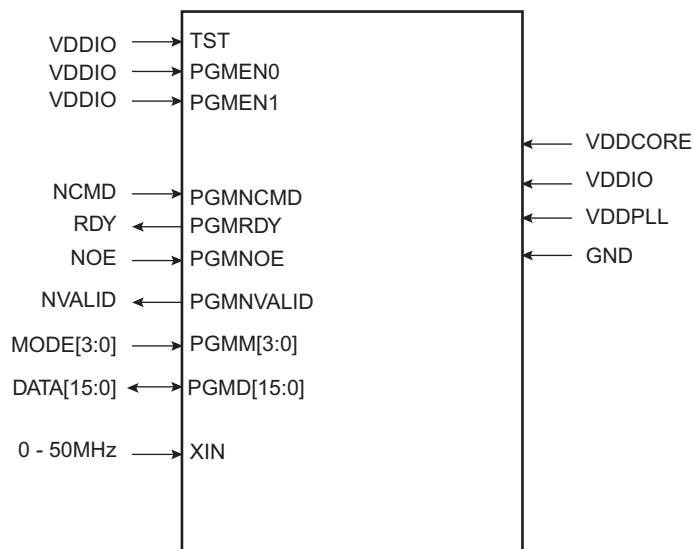 VDDIO TST
VDDIO PGMEN0
VDDIO PGMEN1
VDDCORE
VDDIO
NCMD PGMNCMD
VDDPLL
RDY PGMRDY
NOE PGMNOE
GND
NVALID PGMNVALID
MODE[3:0] PGMM[3:0]
DATA[15:0] PGMD[15:0]
0 - 50MHz XIN